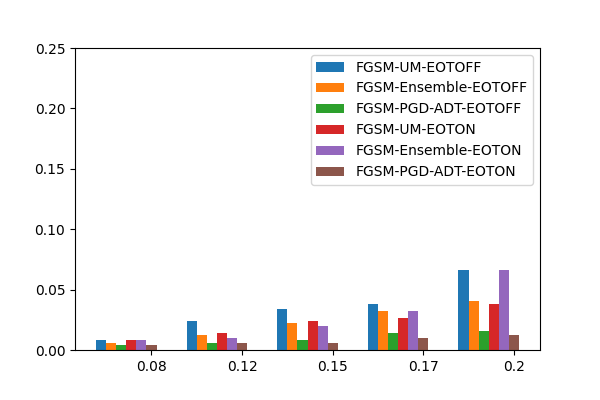 0.25
0.20
0.15
0.10
0.05
0.00
FGSM-UM-EOTOFF
FGSM-Ensemble-EOTOFF
FGSM-PGD-ADT-EOTOFF
FGSM-UM-EOTON
FGSM-Ensemble-EOTON
FGSM-PGD-ADT-EOTON
0.08 0.12 0.15 0.17 0.2